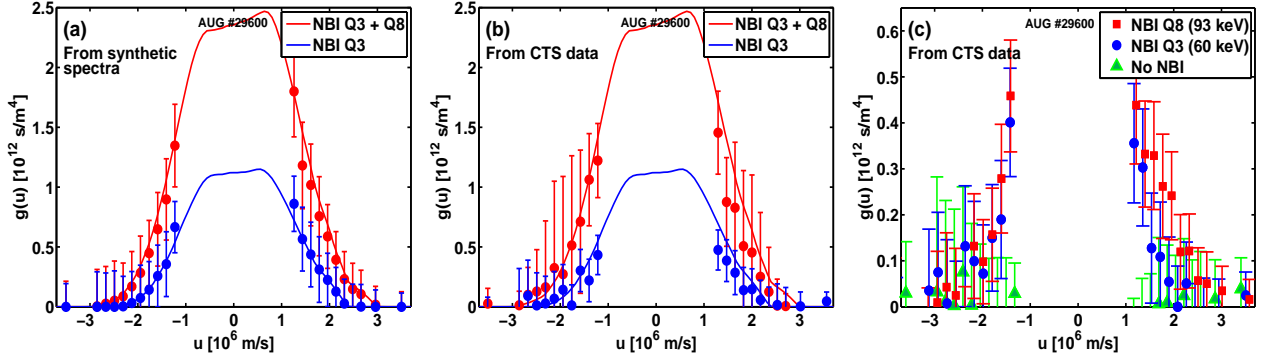 (a)
AUG #29600
NBI Q3 + Q8
NBI Q3
From synthetic
spectra
g(u) [10^12 s/m^4]
2.5
2
1.5
1
0.5
0
−3 −2 −1 0 1 2 3
u [10^6 m/s]
(b)
AUG #29600
NBI Q3 + Q8
NBI Q3
From CTS data
g(u) [10^12 s/m^4]
2.5
2
1.5
1
0.5
0
−3 −2 −1 0 1 2 3
u [10^6 m/s]
(c)
AUG #29600
NBI Q8 (93 keV)
NBI Q3 (60 keV)
No NBI
From CTS data
g(u) [10^12 s/m^4]
0.6
0.5
0.4
0.3
0.2
0.1
0
−3 −2 −1 0 1 2 3
u [10^6 m/s]